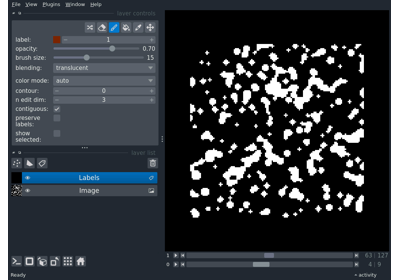 File View Plugins Window Help
layer controls
label: 1
opacity: 0.70
brush size: 15
blending: translucent
color mode: auto
contour: 0
n edit dim: 3
contiguous:
preserve labels:
show selected:
layer list
Labels
Image
1 63 127
0 4 9
Ready activity